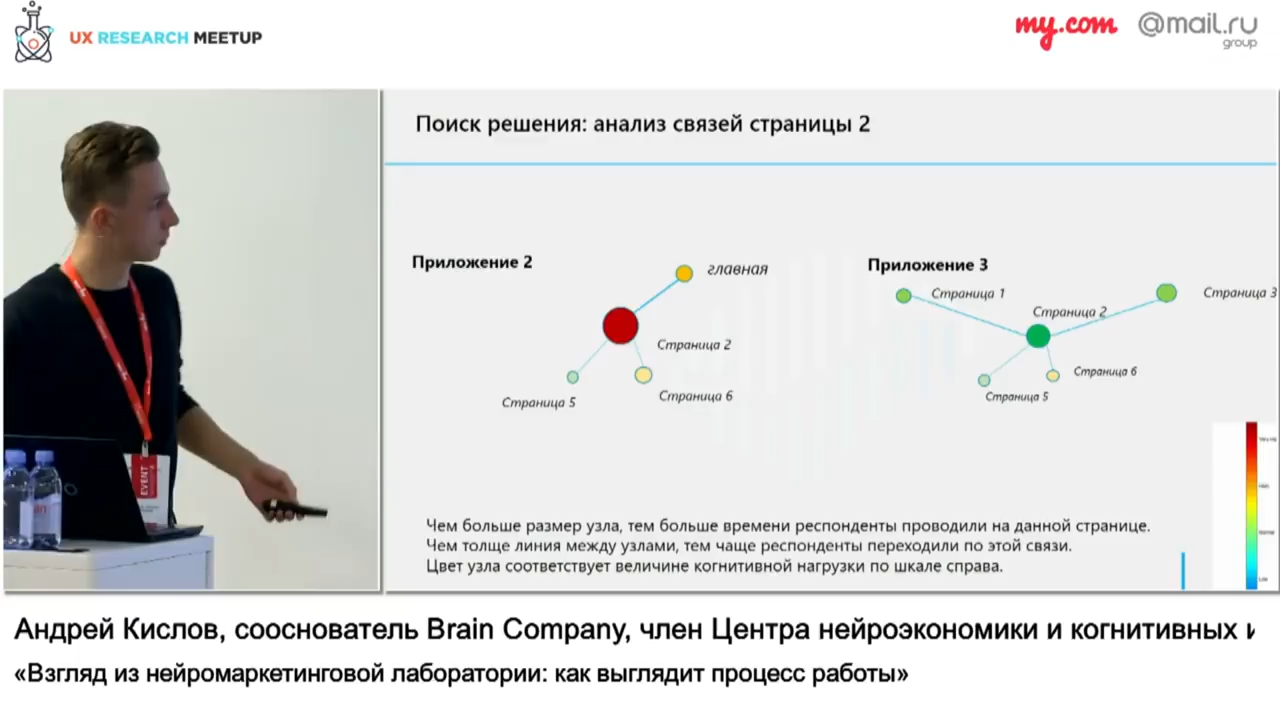 UX RESEARCH MEETUP
my.com @mail.ru
group
Поиск решения: анализ связей страницы 2
Приложение 2
главная
Страница 2
Страница 5
Страница 6
Приложение 3
Страница 1
Страница 3
Страница 2
Страница 6
Страница 5
Чем больше размер узла, тем больше времени респонденты проводили на данной странице.
Чем толще линия между узлами, тем чаще респонденты переходили по этой связи.
Цвет узла соответствует величине когнитивной нагрузки по шкале справа.
EVENT
Андрей Кислов, сооснователь Brain Company, член Центра нейроэкономики и когнитивных и
«Взгляд из нейромаркетинговой лаборатории: как выглядит процесс работы»